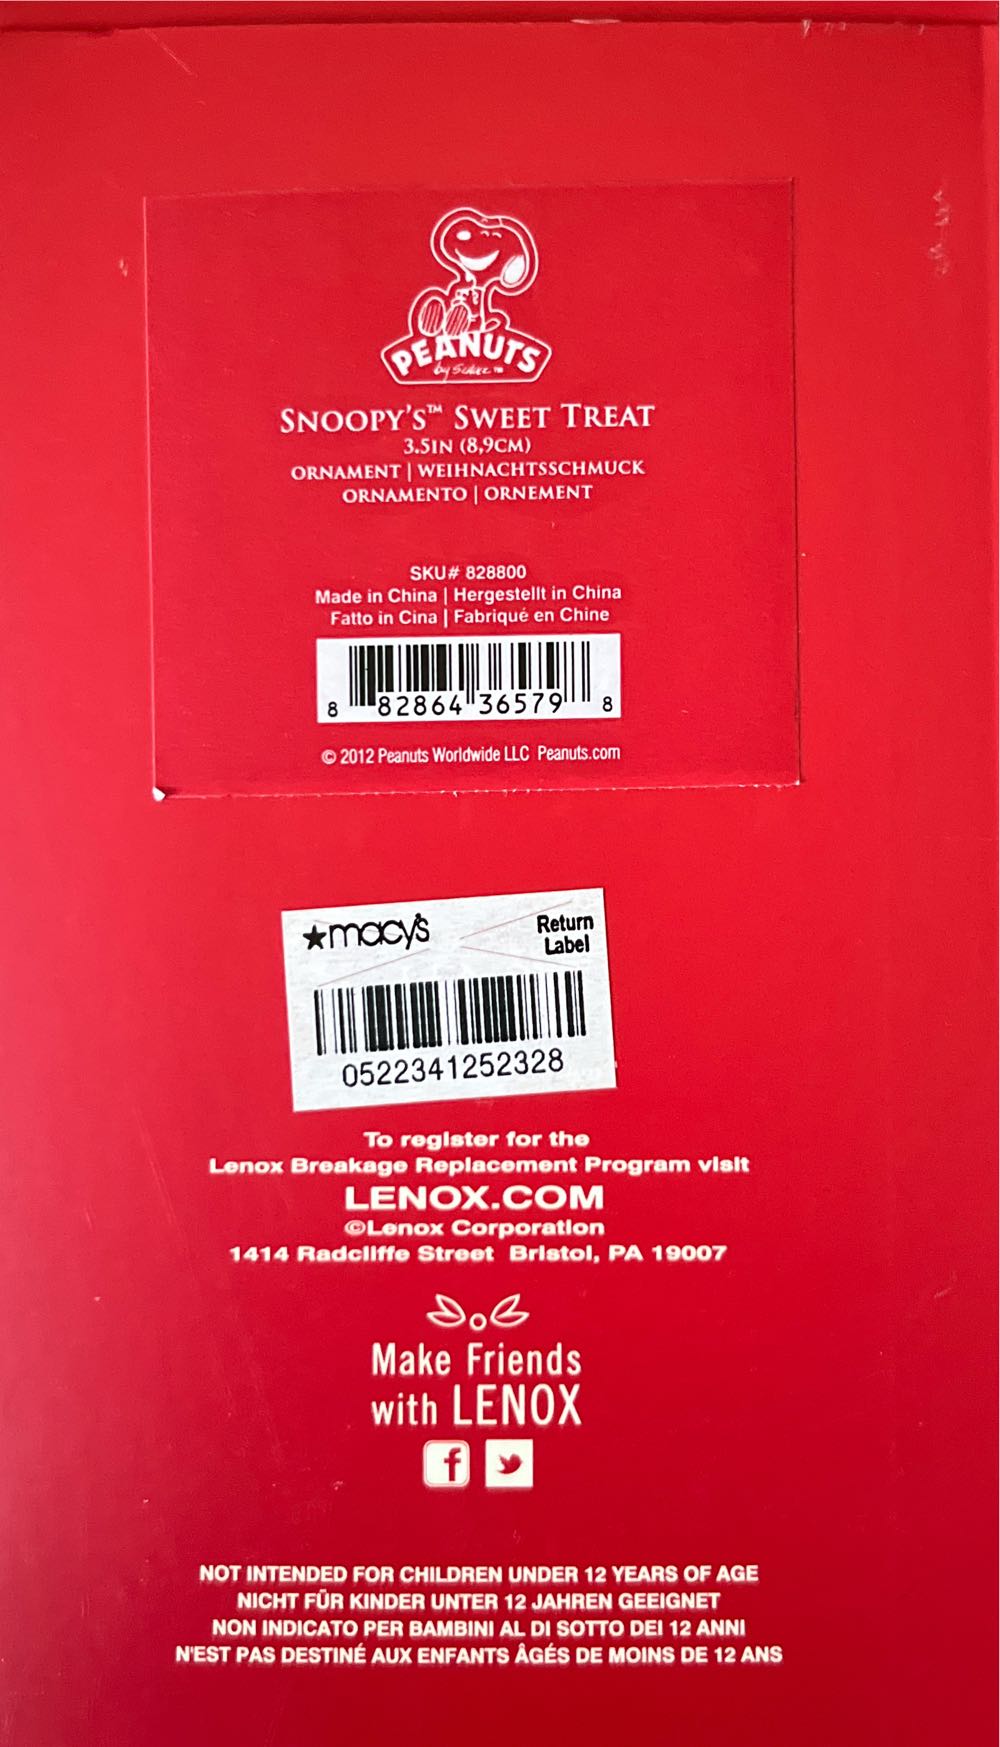 PEANUTS
by Schulz ™
SNOOPY'S™ SWEET TREAT
3.5IN (8,9CM)
ORNAMENT | WEIHNACHTSSCHMUCK
ORNAMENTO | ORNEMENT
SKU# 828800
Made in China | Hergestellt in China
Fatto in Cina | Fabriqué en Chine
8 82864 36579 8
© 2012 Peanuts Worldwide LLC Peanuts.com
★macy's
Return
Label
0522341252328
To register for the
Lenox Breakage Replacement Program visit
LENOX.COM
©Lenox Corporation
1414 Radcliffe Street Bristol, PA 19007
Make Friends
with LENOX
f
NOT INTENDED FOR CHILDREN UNDER 12 YEARS OF AGE
NICHT FÜR KINDER UNTER 12 JAHREN GEEIGNET
NON INDICATO PER BAMBINI AL DI SOTTO DEI 12 ANNI
N'EST PAS DESTINÉ AUX ENFANTS ÂGÉS DE MOINS DE 12 ANS